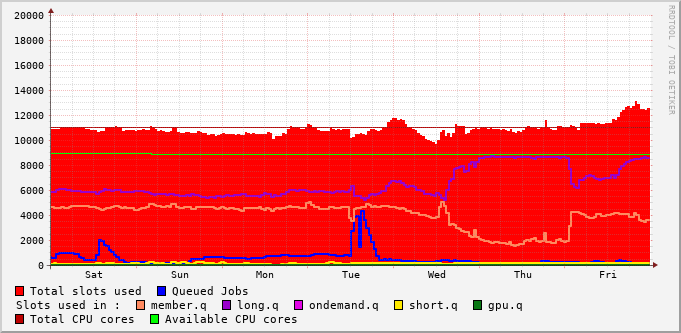 RRDTOOL / TOBI OETIKER
20000
18000
16000
14000
12000
10000
8000
6000
4000
2000
0
Sat Sun Mon Tue Wed Thu Fri
Total slots used Queued Jobs
Slots used in : member.q long.q ondemand.q short.q gpu.q
Total CPU cores Available CPU cores